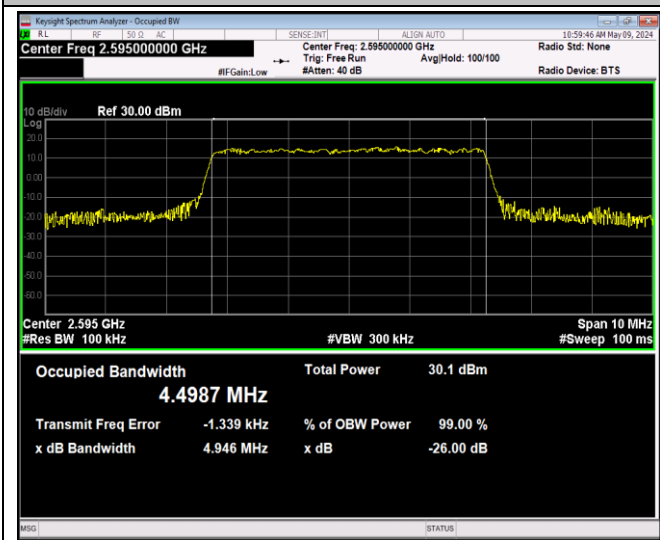 Keysight Spectrum Analyzer - Occupied BW
RL RF 50 Ω AC SENSE:INT ALIGN AUTO 10:59:46 AM May 09, 2024
Center Freq 2.595000000 GHz Center Freq: 2.595000000 GHz Radio Std: None
Trig: Free Run Avg|Hold: 100/100
#IFGain:Low #Atten: 40 dB Radio Device: BTS
10 dB/div Ref 30.00 dBm
Log
20.0
10.0
0.00
-10.0
-20.0
-30.0
-40.0
-50.0
-60.0
Center 2.595 GHz Span 10 MHz
#Res BW 100 kHz #VBW 300 kHz #Sweep 100 ms
Occupied Bandwidth Total Power 30.1 dBm
4.4987 MHz
Transmit Freq Error -1.339 kHz % of OBW Power 99.00 %
x dB Bandwidth 4.946 MHz x dB -26.00 dB
MSG STATUS